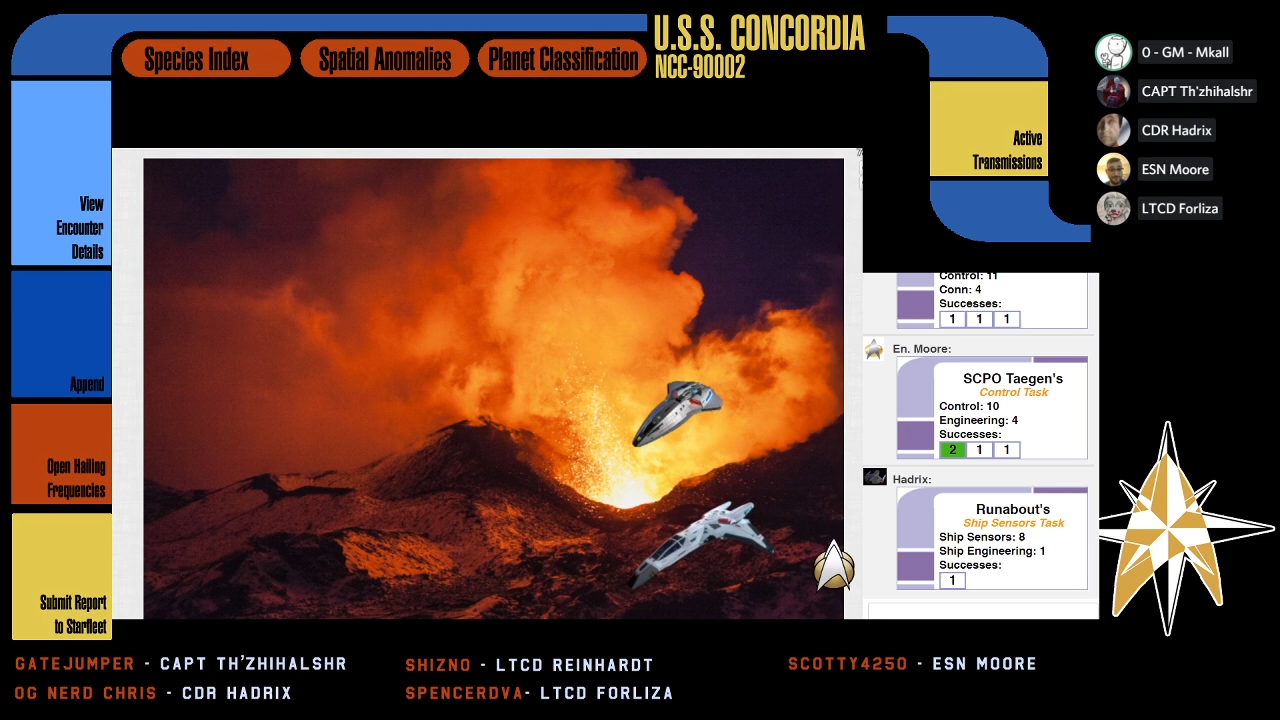 Species Index
Spatial Anomalies
Planet Classification
U.S.S. CONCORDIA
NCC-90002
View
Encounter
Details
Append
Open Hailing
Frequencies
Submit Report
to Starfleet
Active
Transmissions
0 - GM - Mkall
CAPT Th'zhihalshr
CDR Hadrix
ESN Moore
LTCD Forliza
Control: 11
Conn: 4
Successes:
1 1 1
En. Moore:
SCPO Taegen's
Control Task
Control: 10
Engineering: 4
Successes:
2 1 1
Hadrix:
Runabout's
Ship Sensors Task
Ship Sensors: 8
Ship Engineering: 1
Successes:
1
GATEJUMPER - CAPT TH'ZHIHALSHR
OG NERD CHRIS - CDR HADRIX
SHIZNO - LTCD REINHARDT
SPENCERDVA- LTCD FORLIZA
SCOTTY4250 - ESN MOORE